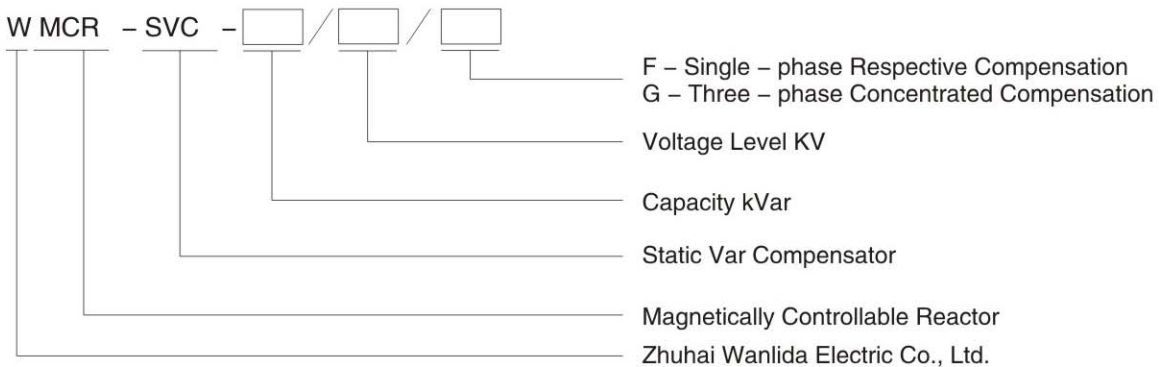 W MCR – SVC – / /
F – Single – phase Respective Compensation
G – Three – phase Concentrated Compensation
Voltage Level KV
Capacity kVar
Static Var Compensator
Magnetically Controllable Reactor
Zhuhai Wanlida Electric Co., Ltd.